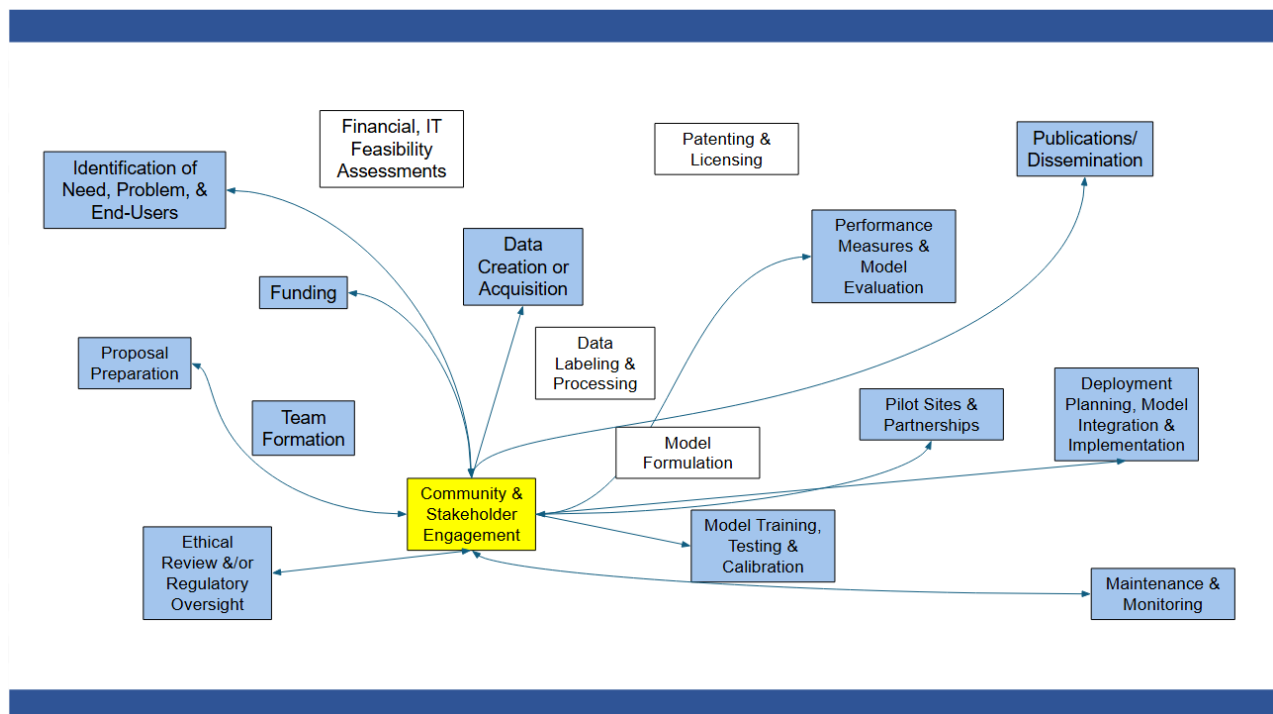 Financial, IT
Feasibility
Assessments
Patenting &
Licensing
Publications/
Dissemination
Identification of
Need, Problem, &
End-Users
Performance
Measures &
Model
Evaluation
Data
Creation or
Acquisition
Funding
Data
Labeling &
Processing
Proposal
Preparation
Team
Formation
Pilot Sites &
Partnerships
Deployment
Planning, Model
Integration &
Implementation
Model
Formulation
Community &
Stakeholder
Engagement
Model Training,
Testing &
Calibration
Ethical
Review &/or
Regulatory
Oversight
Maintenance &
Monitoring